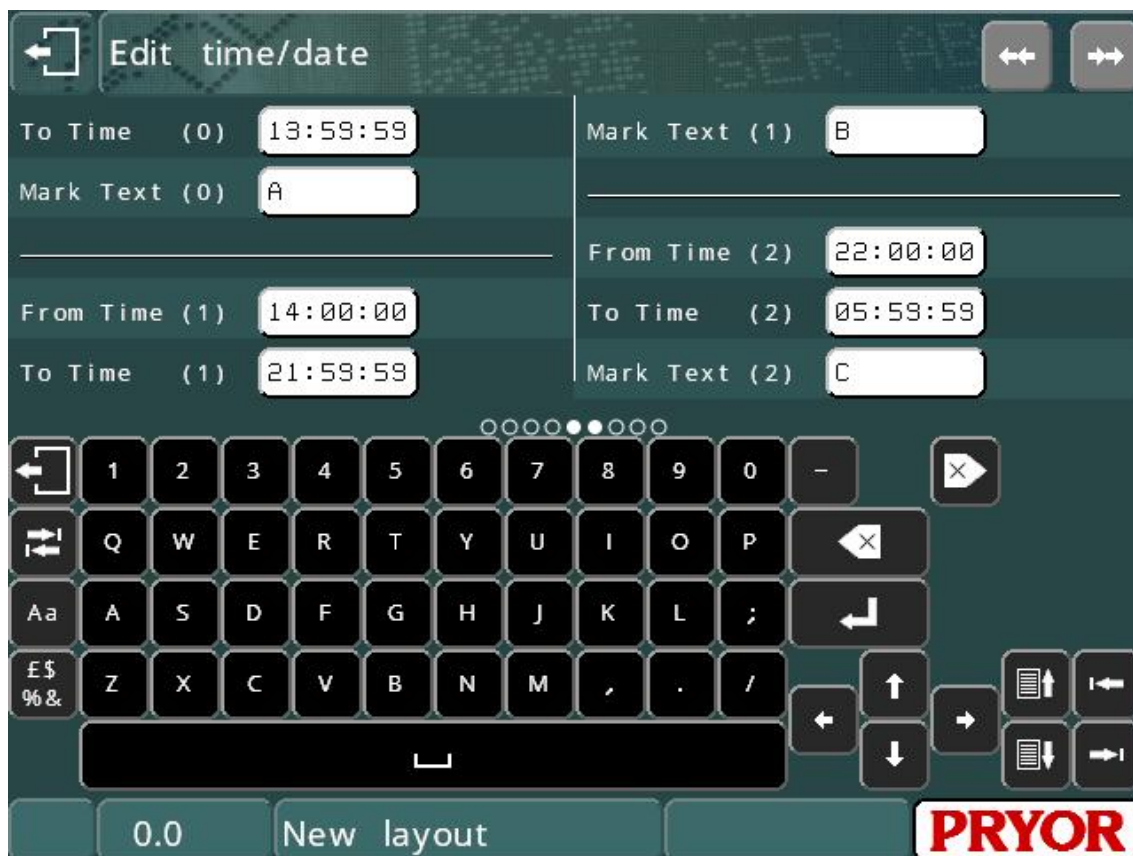 Edit time/date
To Time (0) 13:59:59
Mark Text (0) A
From Time (1) 14:00:00
To Time (1) 21:59:59
Mark Text (1) B
From Time (2) 22:00:00
To Time (2) 05:59:59
Mark Text (2) C
1 2 3 4 5 6 7 8 9 0 -
Q W E R T Y U I O P
Aa A S D F G H J K L ;
£$ %& Z X C V B N M , . /
0.0 New layout PRYOR